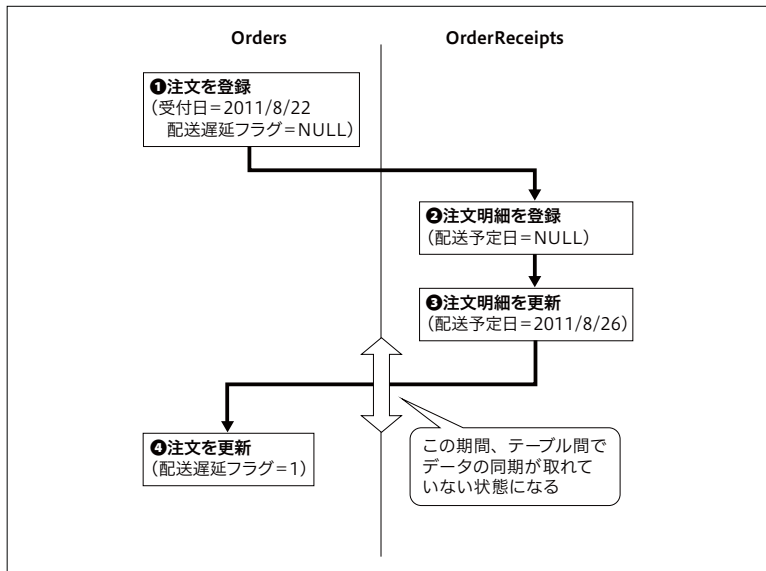 Orders
OrderReceipts
❶注文を登録
（受付日＝2011/8/22
配送遅延フラグ＝NULL）
❷注文明細を登録
（配送予定日＝NULL）
❸注文明細を更新
（配送予定日＝2011/8/26）
❹注文を更新
（配送遅延フラグ＝1）
この期間、テーブル間で
データの同期が取れて
いない状態になる